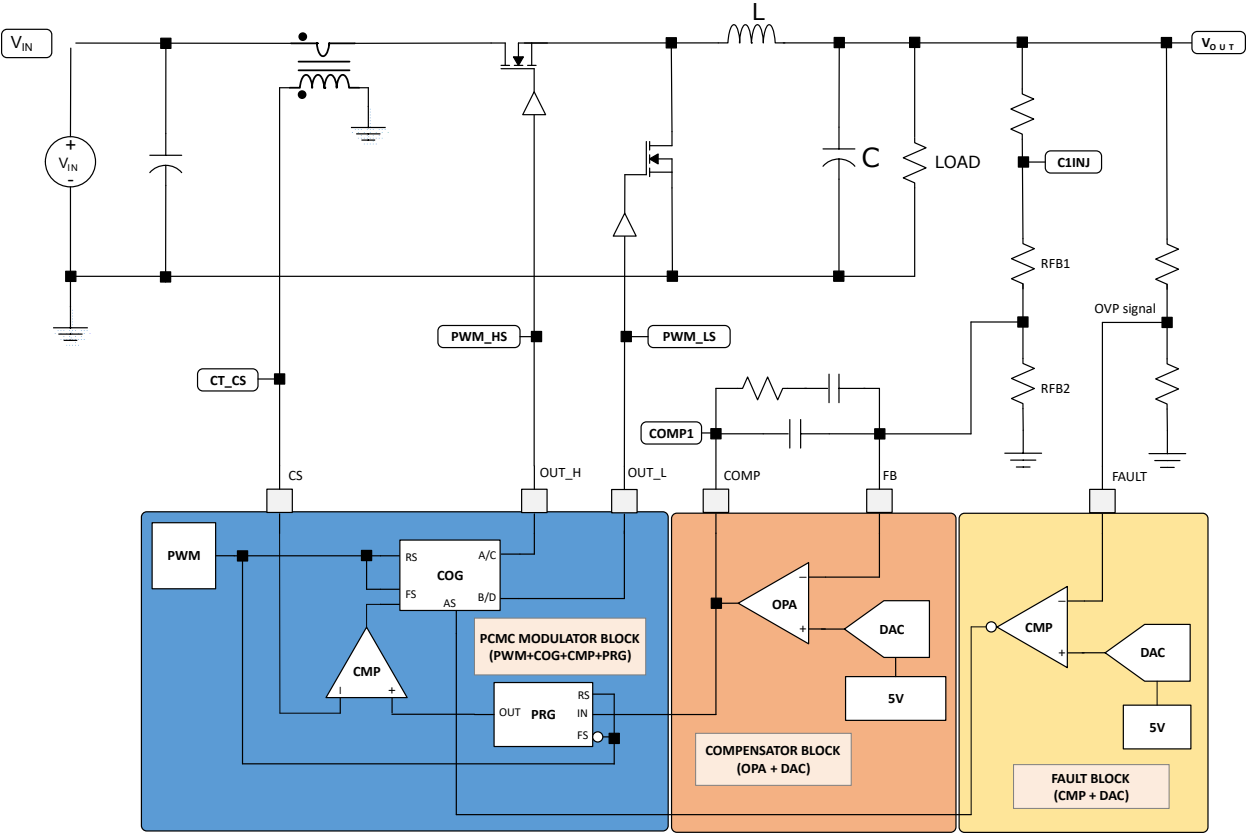 L
VIN
VOUT
+
VIN
-
C
LOAD
C1INJ
RFB1
OVP signal
PWM_HS
PWM_LS
CT_CS
RFB2
COMP1
CS
OUT_H
OUT_L
COMP
FB
FAULT
PWM
RS
A/C
COG
FS
B/D
AS
−
OPA
+
DAC
−
CMP
+
DAC
PCMC MODULATOR BLOCK
(PWM+COG+CMP+PRG)
CMP
I
+
RS
OUT
PRG
IN
FS
5V
5V
COMPENSATOR BLOCK
(OPA + DAC)
FAULT BLOCK
(CMP + DAC)